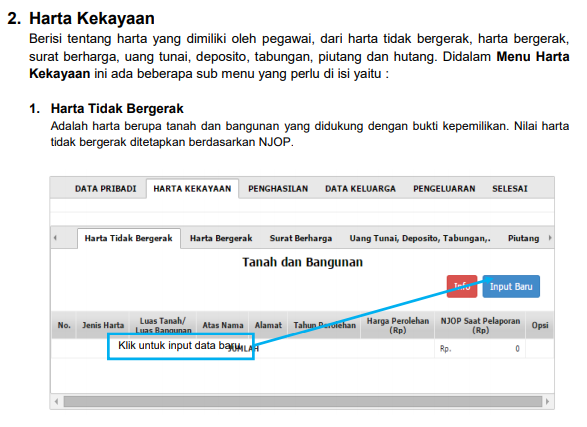 2. Harta Kekayaan
Berisi tentang harta yang dimiliki oleh pegawai, dari harta tidak bergerak, harta bergerak,
surat berharga, uang tunai, deposito, tabungan, piutang dan hutang. Didalam Menu Harta
Kekayaan ini ada beberapa sub menu yang perlu di isi yaitu :
1. Harta Tidak Bergerak
Adalah harta berupa tanah dan bangunan yang didukung dengan bukti kepemilikan. Nilai harta
tidak bergerak ditetapkan berdasarkan NJOP.
DATA PRIBADI HARTA KEKAYAAN PENGHASILAN DATA KELUARGA PENGELUARAN SELESAI
Harta Tidak Bergerak Harta Bergerak Surat Berharga Uang Tunai, Deposito, Tabungan,. Piutang
Tanah dan Bangunan
Info Input Baru
No. Jenis Harta Luas Tanah/ Luas Bangunan Atas Nama Alamat Tahun Perolehan Harga Perolehan (Rp) NJOP Saat Pelaporan (Rp) Opsi
Klik untuk input data baru
JUMLAH Rp. 0